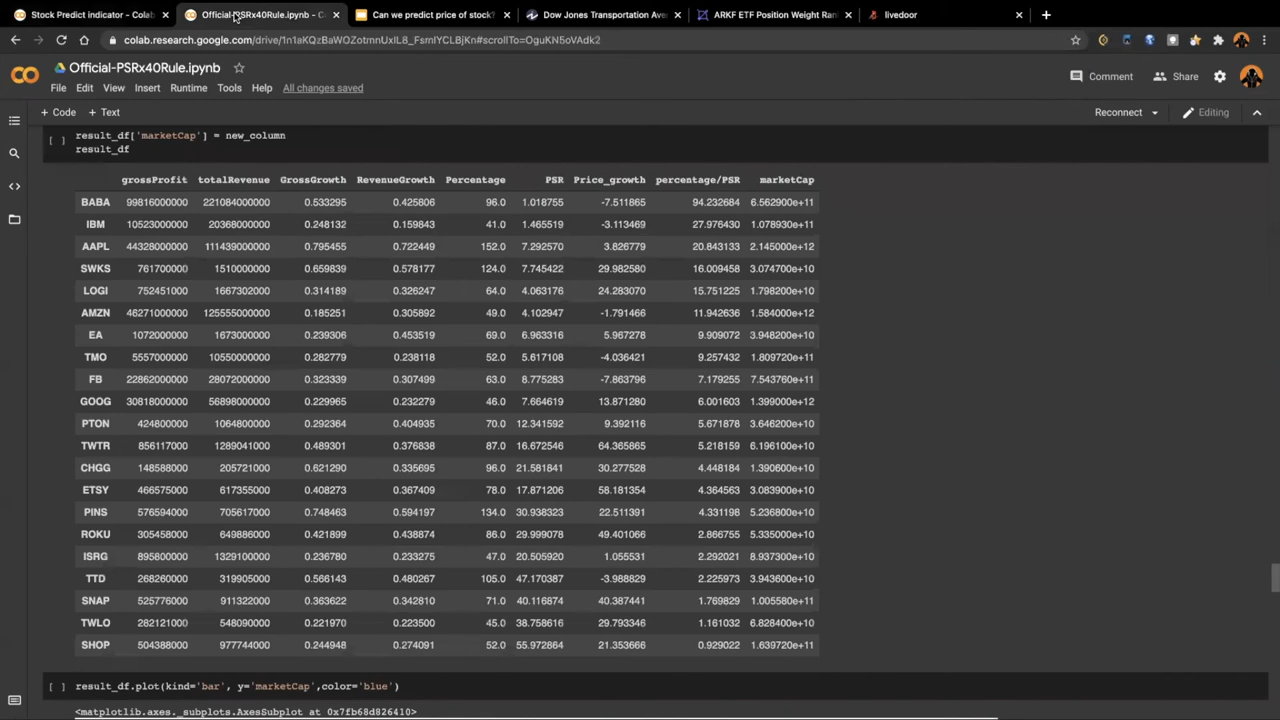 Stock Predict indicator - Colab
Official-PSRx40Rule.ipynb - C
Can we predict price of stock?
Dow Jones Transportation Ave
ARKF ETF Position Weight Ran
livedoor
colab.research.google.com/drive/1n1aKQzBaWOZotmnUxIL8_FsmIYCLBjKn#scrollTo=OguKN5oVAdk2
Official-PSRx40Rule.ipynb
Comment
Share
File Edit View Insert Runtime Tools Help All changes saved
+ Code + Text
Reconnect
Editing
[ ] result_df['marketCap'] = new_column
result_df
grossProfit totalRevenue GrossGrowth RevenueGrowth Percentage PSR Price_growth percentage/PSR marketCap
BABA 99816000000 221084000000 0.533295 0.425806 96.0 1.018755 -7.511865 94.232684 6.562900e+11
IBM 10523000000 20368000000 0.248132 0.159843 41.0 1.465519 -3.113469 27.976430 1.078930e+11
AAPL 44328000000 111439000000 0.795455 0.722449 152.0 7.292570 3.826779 20.843133 2.145000e+12
SWKS 761700000 1510000000 0.659839 0.578177 124.0 7.745422 29.982580 16.009458 3.074700e+10
LOGI 752451000 1667302000 0.314189 0.326247 64.0 4.063176 24.283070 15.751225 1.798200e+10
AMZN 46271000000 125555000000 0.185251 0.305892 49.0 4.102947 -1.791466 11.942636 1.584000e+12
EA 1072000000 1673000000 0.239306 0.453519 69.0 6.963316 5.967278 9.909072 3.948200e+10
TMO 5557000000 10550000000 0.282779 0.238118 52.0 5.617108 -4.036421 9.257432 1.809720e+11
FB 22862000000 28072000000 0.323339 0.307499 63.0 8.775283 -7.863796 7.179255 7.543760e+11
GOOG 30818000000 56898000000 0.229965 0.232279 46.0 7.664619 13.871280 6.001603 1.399000e+12
PTON 424800000 1064800000 0.292364 0.404935 70.0 12.341592 9.392116 5.671878 3.646200e+10
TWTR 856117000 1289041000 0.489301 0.376838 87.0 16.672546 64.365865 5.218159 6.196100e+10
CHGG 148588000 205721000 0.621290 0.335695 96.0 21.581841 30.277528 4.448184 1.390600e+10
ETSY 466575000 617355000 0.408273 0.367409 78.0 17.871206 58.181354 4.364563 3.083900e+10
PINS 576594000 705617000 0.748463 0.594197 134.0 30.938323 22.511391 4.331198 5.236800e+10
ROKU 305458000 649886000 0.421899 0.438874 86.0 29.999078 49.401066 2.866755 5.335000e+10
ISRG 895800000 1329100000 0.236780 0.233275 47.0 20.505920 1.055531 2.292021 8.937300e+10
TTD 268260000 319905000 0.566143 0.480267 105.0 47.170387 -3.988829 2.225973 3.943600e+10
SNAP 525776000 911322000 0.363622 0.342810 71.0 40.116874 40.387441 1.769829 1.005580e+11
TWLO 282121000 548090000 0.221970 0.223500 45.0 38.758616 29.793346 1.161032 6.828400e+10
SHOP 504388000 977744000 0.244948 0.274091 52.0 55.972864 21.353666 0.929022 1.639720e+11
[ ] result_df.plot(kind='bar', y='marketCap',color='blue')
<matplotlib.axes._subplots.AxesSubplot at 0x7fb68d826410>